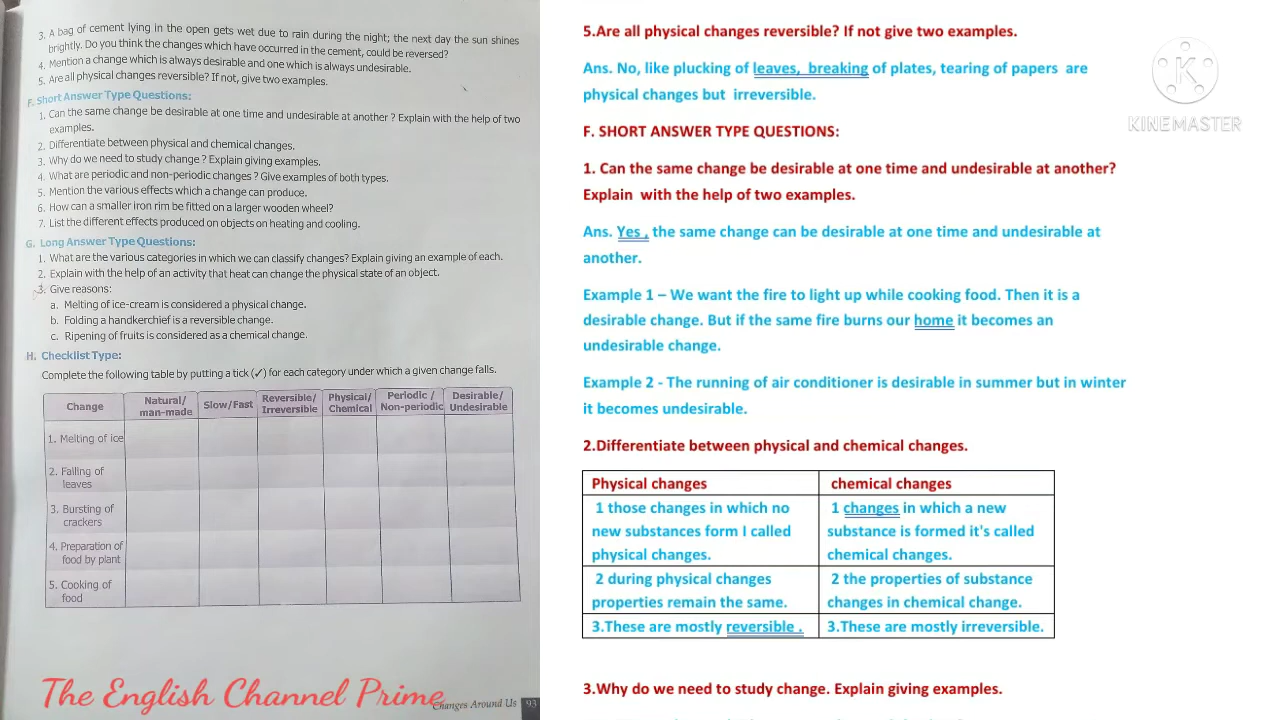 3. A bag of cement lying in the open gets wet due to rain during the night; the next day the sun shines
brightly. Do you think the changes which have occurred in the cement, could be reversed?
4. Mention a change which is always desirable and one which is always undesirable.
5. Are all physical changes reversible? If not, give two examples.
F. Short Answer Type Questions:
1. Can the same change be desirable at one time and undesirable at another ? Explain with the help of two
examples.
2. Differentiate between physical and chemical changes.
3. Why do we need to study change ? Explain giving examples.
4. What are periodic and non-periodic changes ? Give examples of both types.
5. Mention the various effects which a change can produce.
6. How can a smaller iron rim be fitted on a larger wooden wheel?
7. List the different effects produced on objects on heating and cooling.
G. Long Answer Type Questions:
1. What are the various categories in which we can classify changes? Explain giving an example of each.
2. Explain with the help of an activity that heat can change the physical state of an object.
3. Give reasons:
a. Melting of ice-cream is considered a physical change.
b. Folding a handkerchief is a reversible change.
c. Ripening of fruits is considered as a chemical change.
H. Checklist Type:
Complete the following table by putting a tick (✓) for each category under which a given change falls.
Change Natural/ man-made Slow/Fast Reversible/ Irreversible Physical/ Chemical Periodic / Non-periodic Desirable/ Undesirable
1. Melting of ice
2. Falling of
leaves
3. Bursting of
crackers
4. Preparation of
food by plant
5. Cooking of
food
The English Channel Prime
Changes Around Us 93
5.Are all physical changes reversible? If not give two examples.
Ans. No, like plucking of leaves, breaking of plates, tearing of papers are
physical changes but irreversible.
F. SHORT ANSWER TYPE QUESTIONS:
1. Can the same change be desirable at one time and undesirable at another?
Explain with the help of two examples.
Ans. Yes , the same change can be desirable at one time and undesirable at
another.
Example 1 – We want the fire to light up while cooking food. Then it is a
desirable change. But if the same fire burns our home it becomes an
undesirable change.
Example 2 - The running of air conditioner is desirable in summer but in winter
it becomes undesirable.
2.Differentiate between physical and chemical changes.
Physical changes chemical changes
1 those changes in which no
new substances form I called
physical changes.
1 changes in which a new
substance is formed it's called
chemical changes.
2 during physical changes
properties remain the same.
2 the properties of substance
changes in chemical change.
3.These are mostly reversible .
3.These are mostly irreversible.
3.Why do we need to study change. Explain giving examples.
K
KINEMASTER